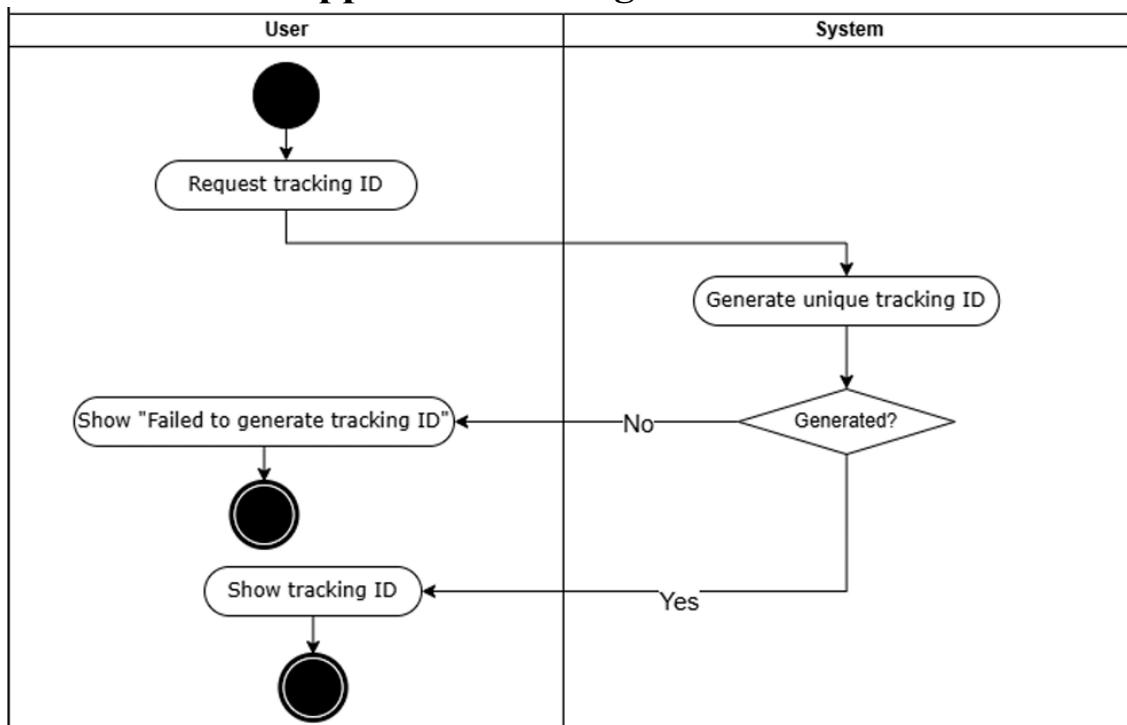 User
System
Request tracking ID
Generate unique tracking ID
Show "Failed to generate tracking ID"
No
Generated?
Show tracking ID
Yes